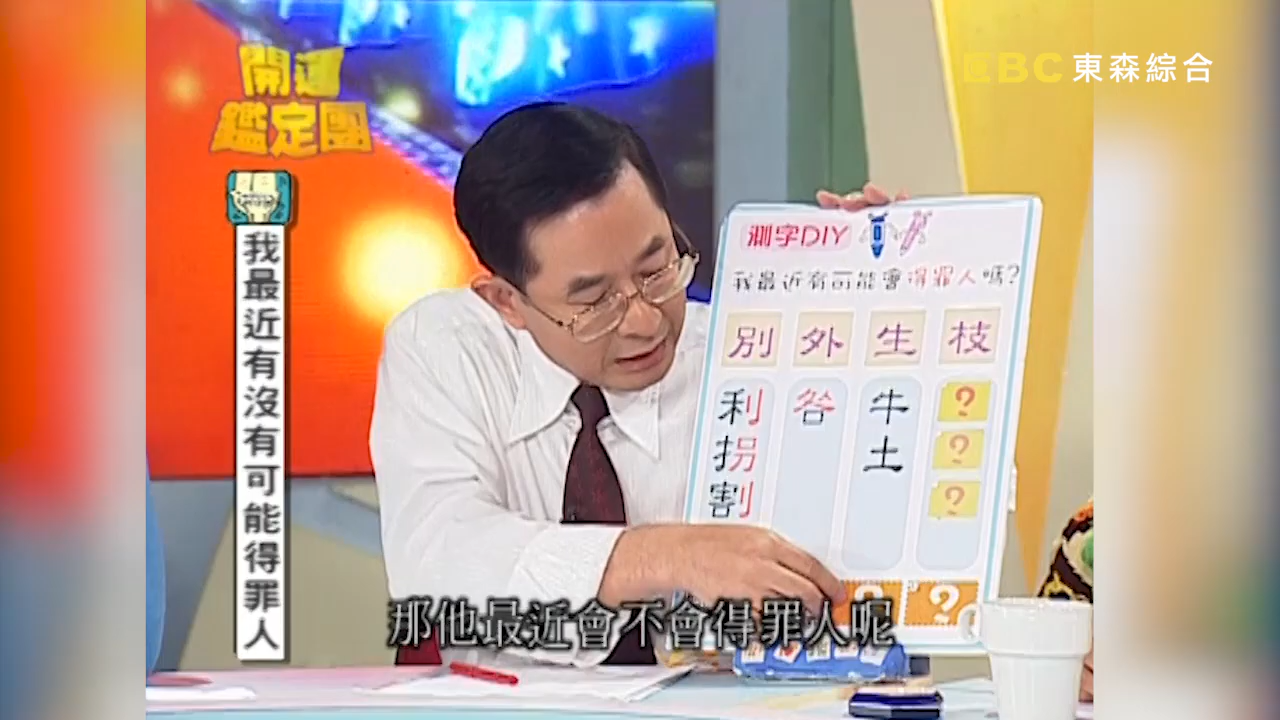 開運
鑑定團
EBC 東森綜合
我最近有沒有可能得罪人
測字DIY
我最近有可能會得罪人嗎?
別 外 生 枝
利 咎 牛 ?
拐 土 ?
割 ?
? ?
那他最近會不會得罪人呢